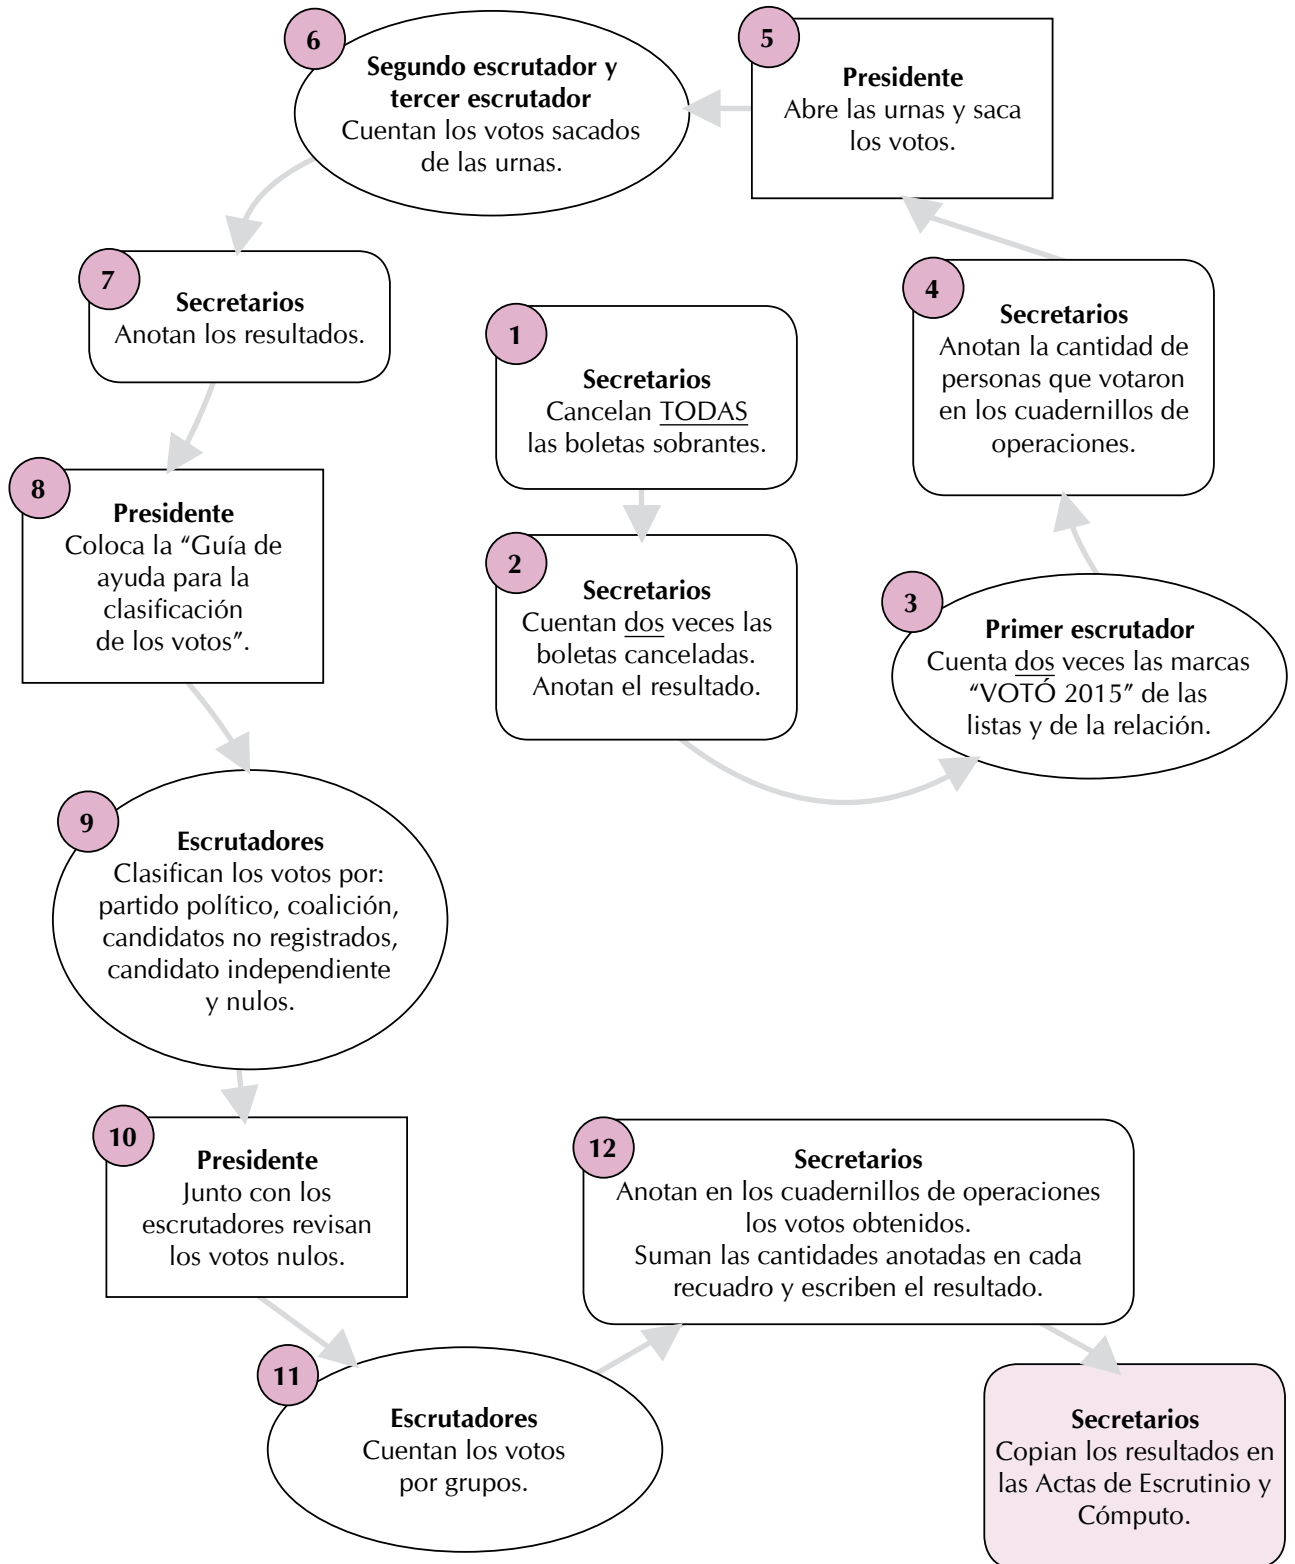 1
Secretarios
Cancelan TODAS
las boletas sobrantes.
2
Secretarios
Cuentan dos veces las
boletas canceladas.
Anotan el resultado.
3
Primer escrutador
Cuenta dos veces las marcas
“VOTÓ 2015” de las
listas y de la relación.
4
Secretarios
Anotan la cantidad de
personas que votaron
en los cuadernillos de
operaciones.
5
Presidente
Abre las urnas y saca
los votos.
6
Segundo escrutador y
tercer escrutador
Cuentan los votos sacados
de las urnas.
7
Secretarios
Anotan los resultados.
8
Presidente
Coloca la “Guía de
ayuda para la
clasificación
de los votos”.
9
Escrutadores
Clasifican los votos por:
partido político, coalición,
candidatos no registrados,
candidato independiente
y nulos.
10
Presidente
Junto con los
escrutadores revisan
los votos nulos.
11
Escrutadores
Cuentan los votos
por grupos.
12
Secretarios
Anotan en los cuadernillos de operaciones
los votos obtenidos.
Suman las cantidades anotadas en cada
recuadro y escriben el resultado.
Secretarios
Copian los resultados en
las Actas de Escrutinio y
Cómputo.